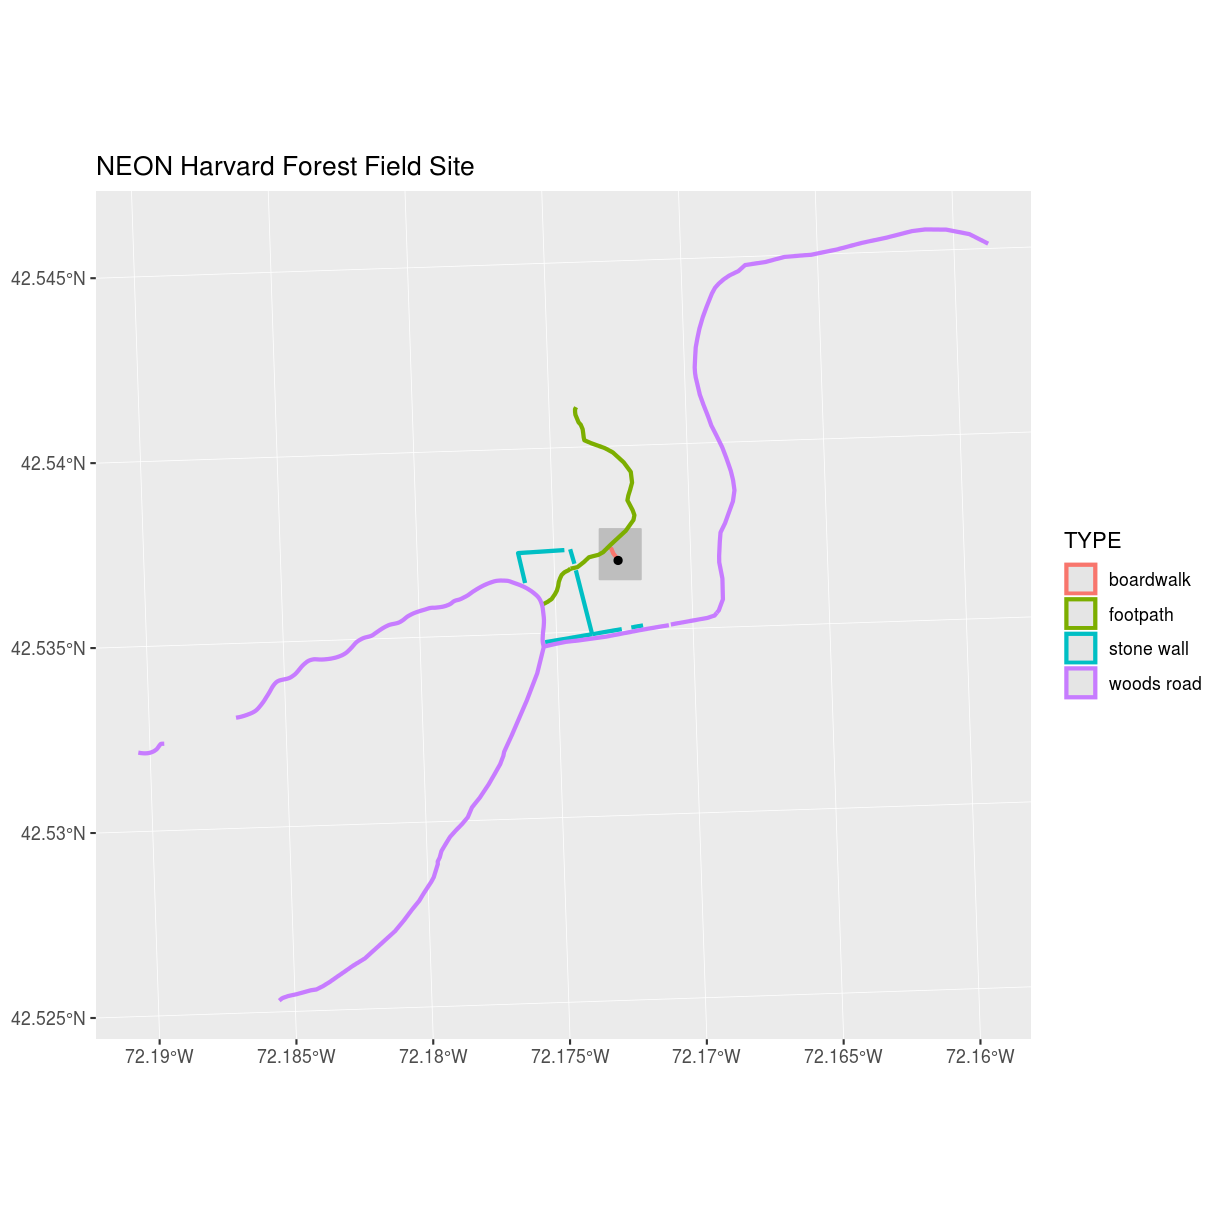 NEON Harvard Forest Field Site
42.545°N
42.54°N
42.535°N
42.53°N
42.525°N
72.19°W
72.185°W
72.18°W
72.175°W
72.17°W
72.165°W
72.16°W
TYPE
boardwalk
footpath
stone wall
woods road